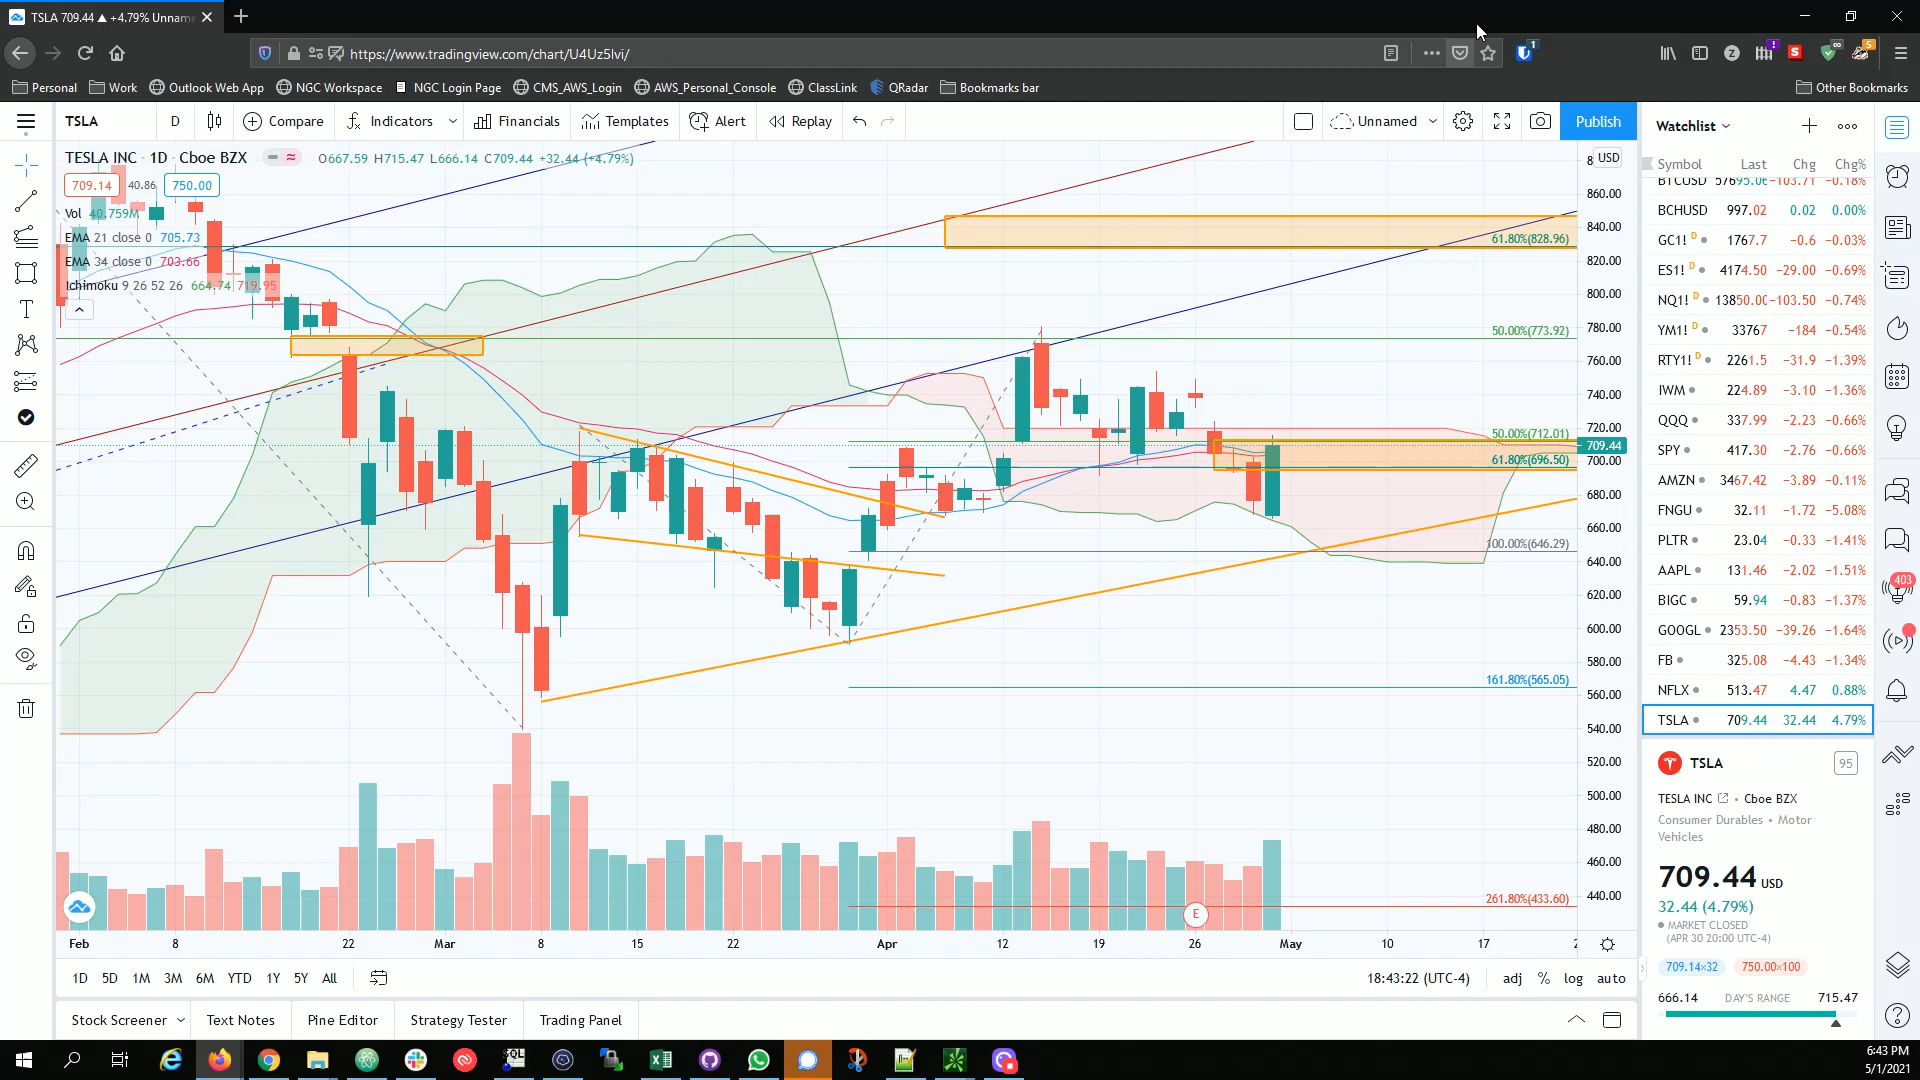 TSLA 709.44 ▲ +4.79% Unnam
https://www.tradingview.com/chart/U4Uz5lvi/
1
!
5
Personal
Work
Outlook Web App
NGC Workspace
NGC Login Page
CMS_AWS_Login
AWS_Personal_Console
ClassLink
QRadar
Bookmarks bar
Other Bookmarks
TSLA
D
Compare
Indicators
Financials
Templates
Alert
Replay
Unnamed
Publish
Watchlist
TESLA INC · 1D · Cboe BZX
O667.59 H715.47 L666.14 C709.44 +32.44 (+4.79%)
709.14
40.86
750.00
Vol 40.759M
EMA 21 close 0 705.73
EMA 34 close 0 703.66
Ichimoku 9 26 52 26 664.74 719.95
USD
860.00
840.00
820.00
800.00
780.00
760.00
740.00
720.00
709.44
700.00
680.00
660.00
640.00
620.00
600.00
580.00
560.00
540.00
520.00
500.00
480.00
460.00
440.00
61.80%(828.96)
50.00%(773.92)
50.00%(712.01)
61.80%(696.50)
100.00%(646.29)
161.80%(565.05)
261.80%(433.60)
E
Feb 8 22 Mar 8 15 22 Apr 12 19 26 May 10 17
1D 5D 1M 3M 6M YTD 1Y 5Y All
18:43:22 (UTC-4)
adj % log auto
Stock Screener
Text Notes
Pine Editor
Strategy Tester
Trading Panel
Symbol Last Chg Chg%
BTCUSD 57695.06 −103.71 −0.18%
BCHUSD 997.02 0.02 0.00%
GC1! D 1767.7 −0.6 −0.03%
ES1! D 4174.50 −29.00 −0.69%
NQ1! D 13850.00 −103.50 −0.74%
YM1! D 33767 −184 −0.54%
RTY1! D 2261.5 −31.9 −1.39%
IWM 224.89 −3.10 −1.36%
QQQ 337.99 −2.23 −0.66%
SPY 417.30 −2.76 −0.66%
AMZN 3467.42 −3.89 −0.11%
FNGU 32.11 −1.72 −5.08%
PLTR 23.04 −0.33 −1.41%
AAPL 131.46 −2.02 −1.51%
BIGC 59.94 −0.83 −1.37%
GOOGL 2353.50 −39.26 −1.64%
FB 325.08 −4.43 −1.34%
NFLX 513.47 4.47 0.88%
TSLA 709.44 32.44 4.79%
403
TSLA
95
TESLA INC • Cboe BZX
Consumer Durables • Motor
Vehicles
709.44 USD
32.44 (4.79%)
MARKET CLOSED
(APR 30 20:00 UTC-4)
709.14×32
750.00×100
666.14 DAY'S RANGE 715.47
SQL
6:43 PM
5/1/2021